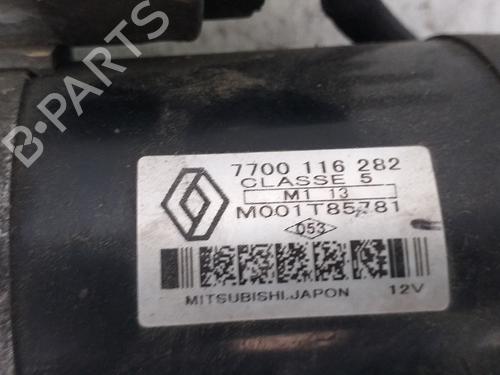 7700 116 282
CLASSE 5
M1 13
M001T85781
053
MITSUBISHI.JAPON 12V
B-PARTS